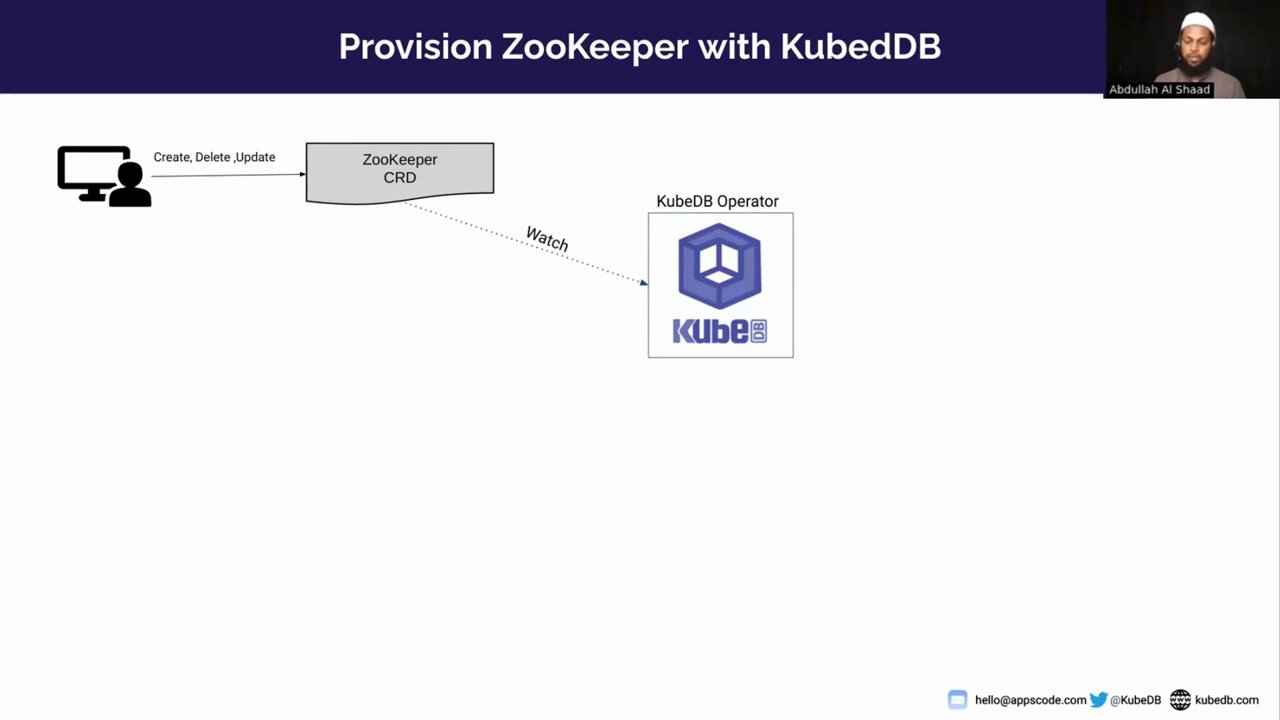 Provision ZooKeeper with KubedDB
Abdullah Al Shaad
Create, Delete ,Update
ZooKeeper
CRD
Watch
KubeDB Operator
KubeDB
hello@appscode.com @KubeDB kubedb.com